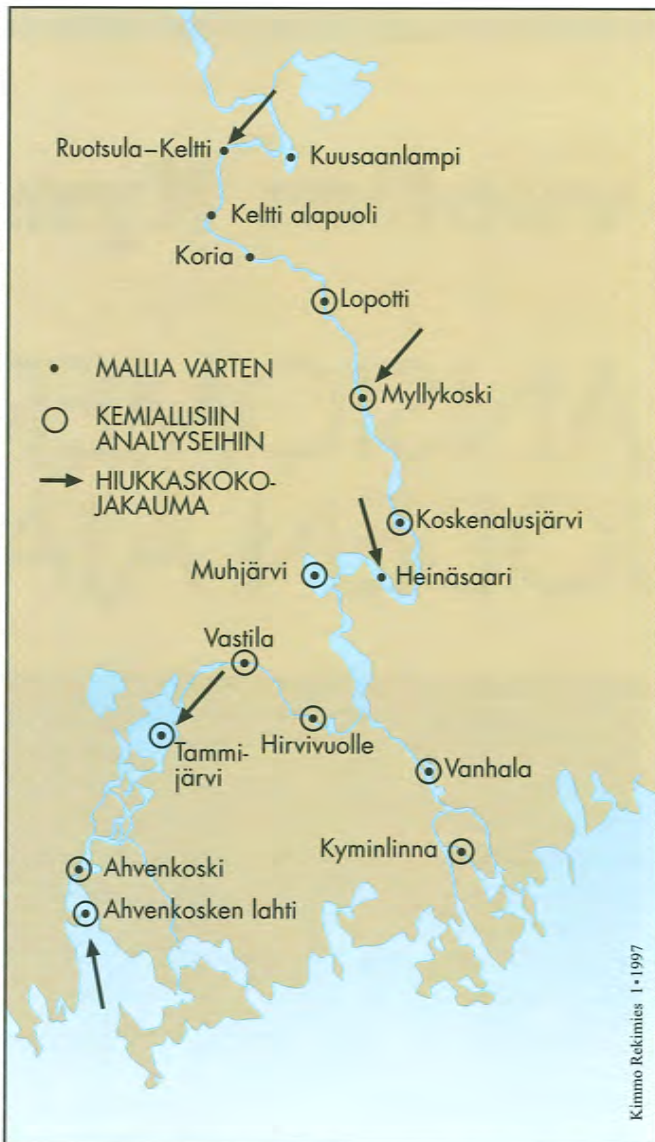 Ruotsula–Keltti
Kuusaanlampi
Keltti alapuoli
Koria
Lopotti
• MALLIA VARTEN
KEMIALLISIIN
ANALYYSEIHIN
HIUKKASKOKO-
JAKAUMA
Myllykoski
Koskenalusjärvi
Muhjärvi
Heinäsaari
Vastila
Tammi-
järvi
Hirvivuolle
Vanhala
Kyminlinna
Ahvenkoski
Ahvenkosken lahti
Kimmo Rekimies 1•1997